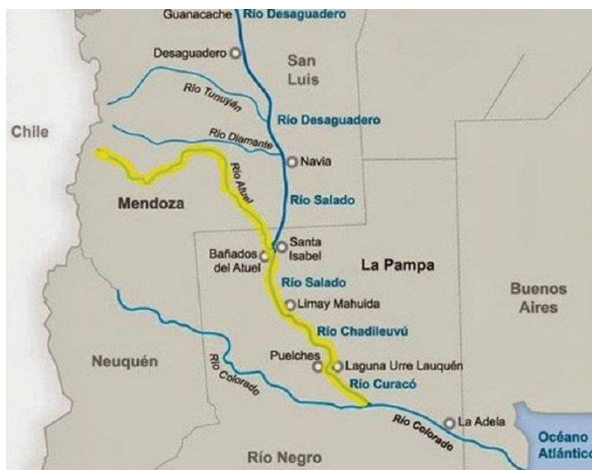 Guanacache
Río Desaguadero
Desaguadero
San
Luis
Río Tunuyán
Río Desaguadero
Chile
Río Diamante
Navia
Río Atuel
Mendoza
Río Salado
Santa
Isabel
Bañados
del Atuel
La Pampa
Río Salado
Buenos
Aires
Limay Mahuida
Río Chadileuvú
Neuquén
Río Colorado
Puelches
Laguna Urre Lauquén
Río Curacó
Río Colorado
La Adela
Océano
Atlántico
Río Negro